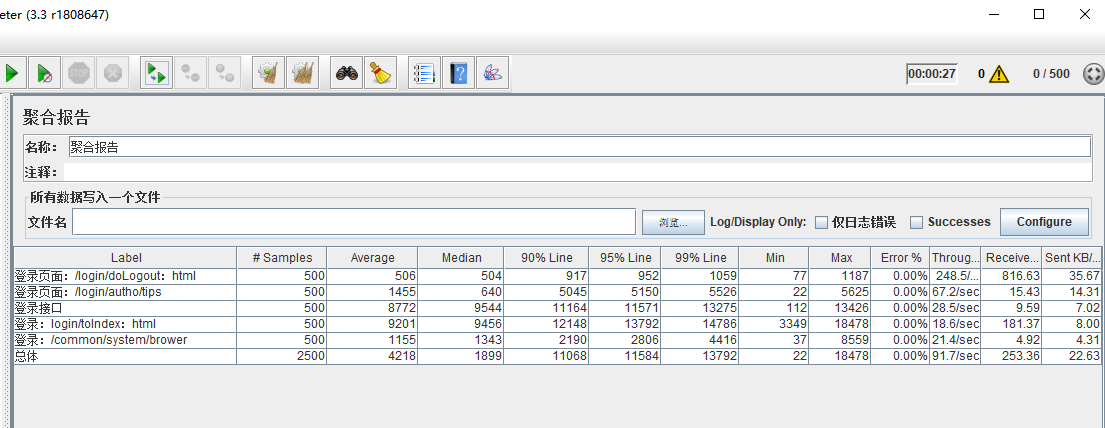 eter (3.3 r1808647)
STOP 00:00:27 0 0 / 500
聚合报告
名称： 聚合报告
注释：
所有数据写入一个文件
文件名 浏览... Log/Display Only: 仅日志错误 Successes Configure
Label # Samples Average Median 90% Line 95% Line 99% Line Min Max Error % Throug... Receive... Sent KB/...
登录页面：/login/doLogout：html 500 506 504 917 952 1059 77 1187 0.00% 248.5/... 816.63 35.67
登录页面：/login/autho/tips 500 1455 640 5045 5150 5526 22 5625 0.00% 67.2/sec 15.43 14.31
登录接口 500 8772 9544 11164 11571 13275 112 13426 0.00% 28.5/sec 9.59 7.02
登录：login/toIndex：html 500 9201 9456 12148 13792 14786 3349 18478 0.00% 18.6/sec 181.37 8.00
登录：/common/system/brower 500 1155 1343 2190 2806 4416 37 8559 0.00% 21.4/sec 4.92 4.31
总体 2500 4218 1899 11068 11584 13792 22 18478 0.00% 91.7/sec 253.36 22.63